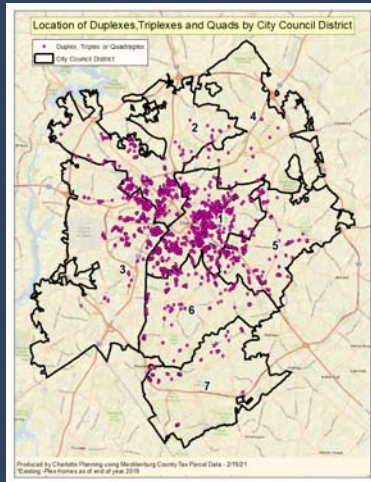 Location of Duplexes,Triplexes and Quads by City Council District
Duplex, Triplex or Quadraplex
City Council District
2
4
1
5
3
6
7
Produced by Charlotte Planning using Mecklenburg County Tax Parcel Data - 2/19/21
*Existing -Plex Homes as of end of year 2019